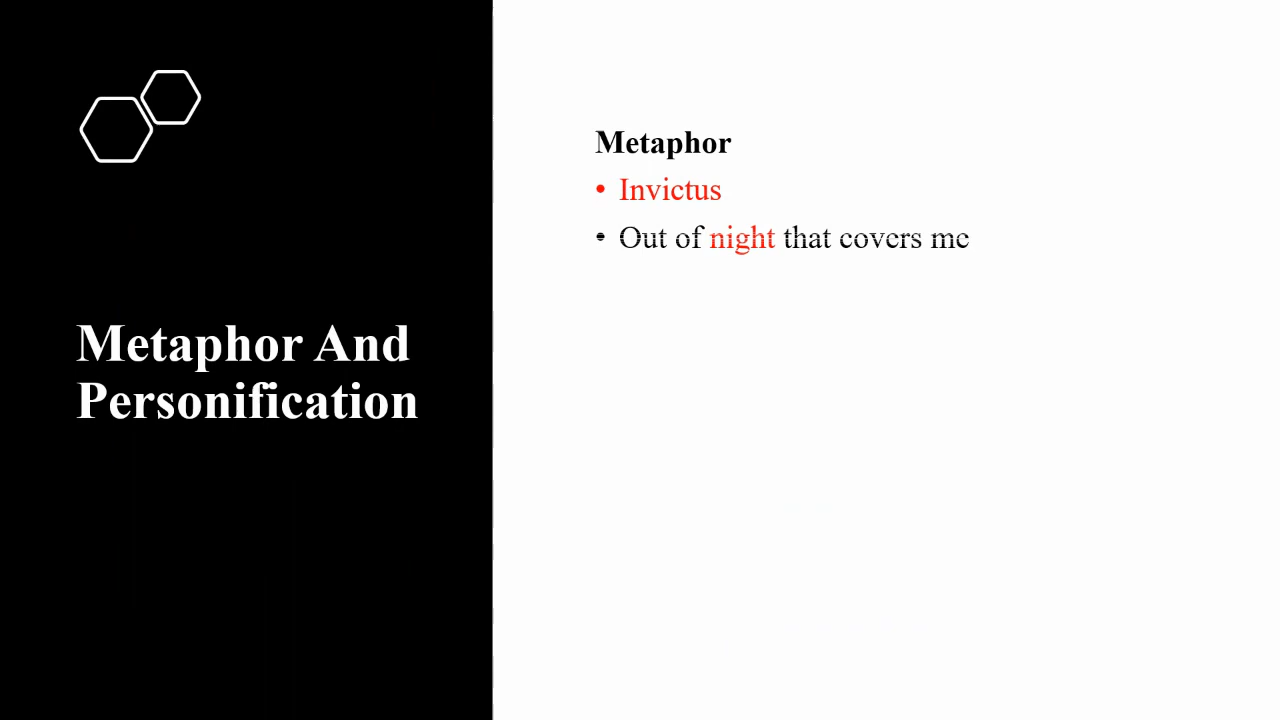 Metaphor And
Personification
Metaphor
• Invictus
• Out of night that covers me